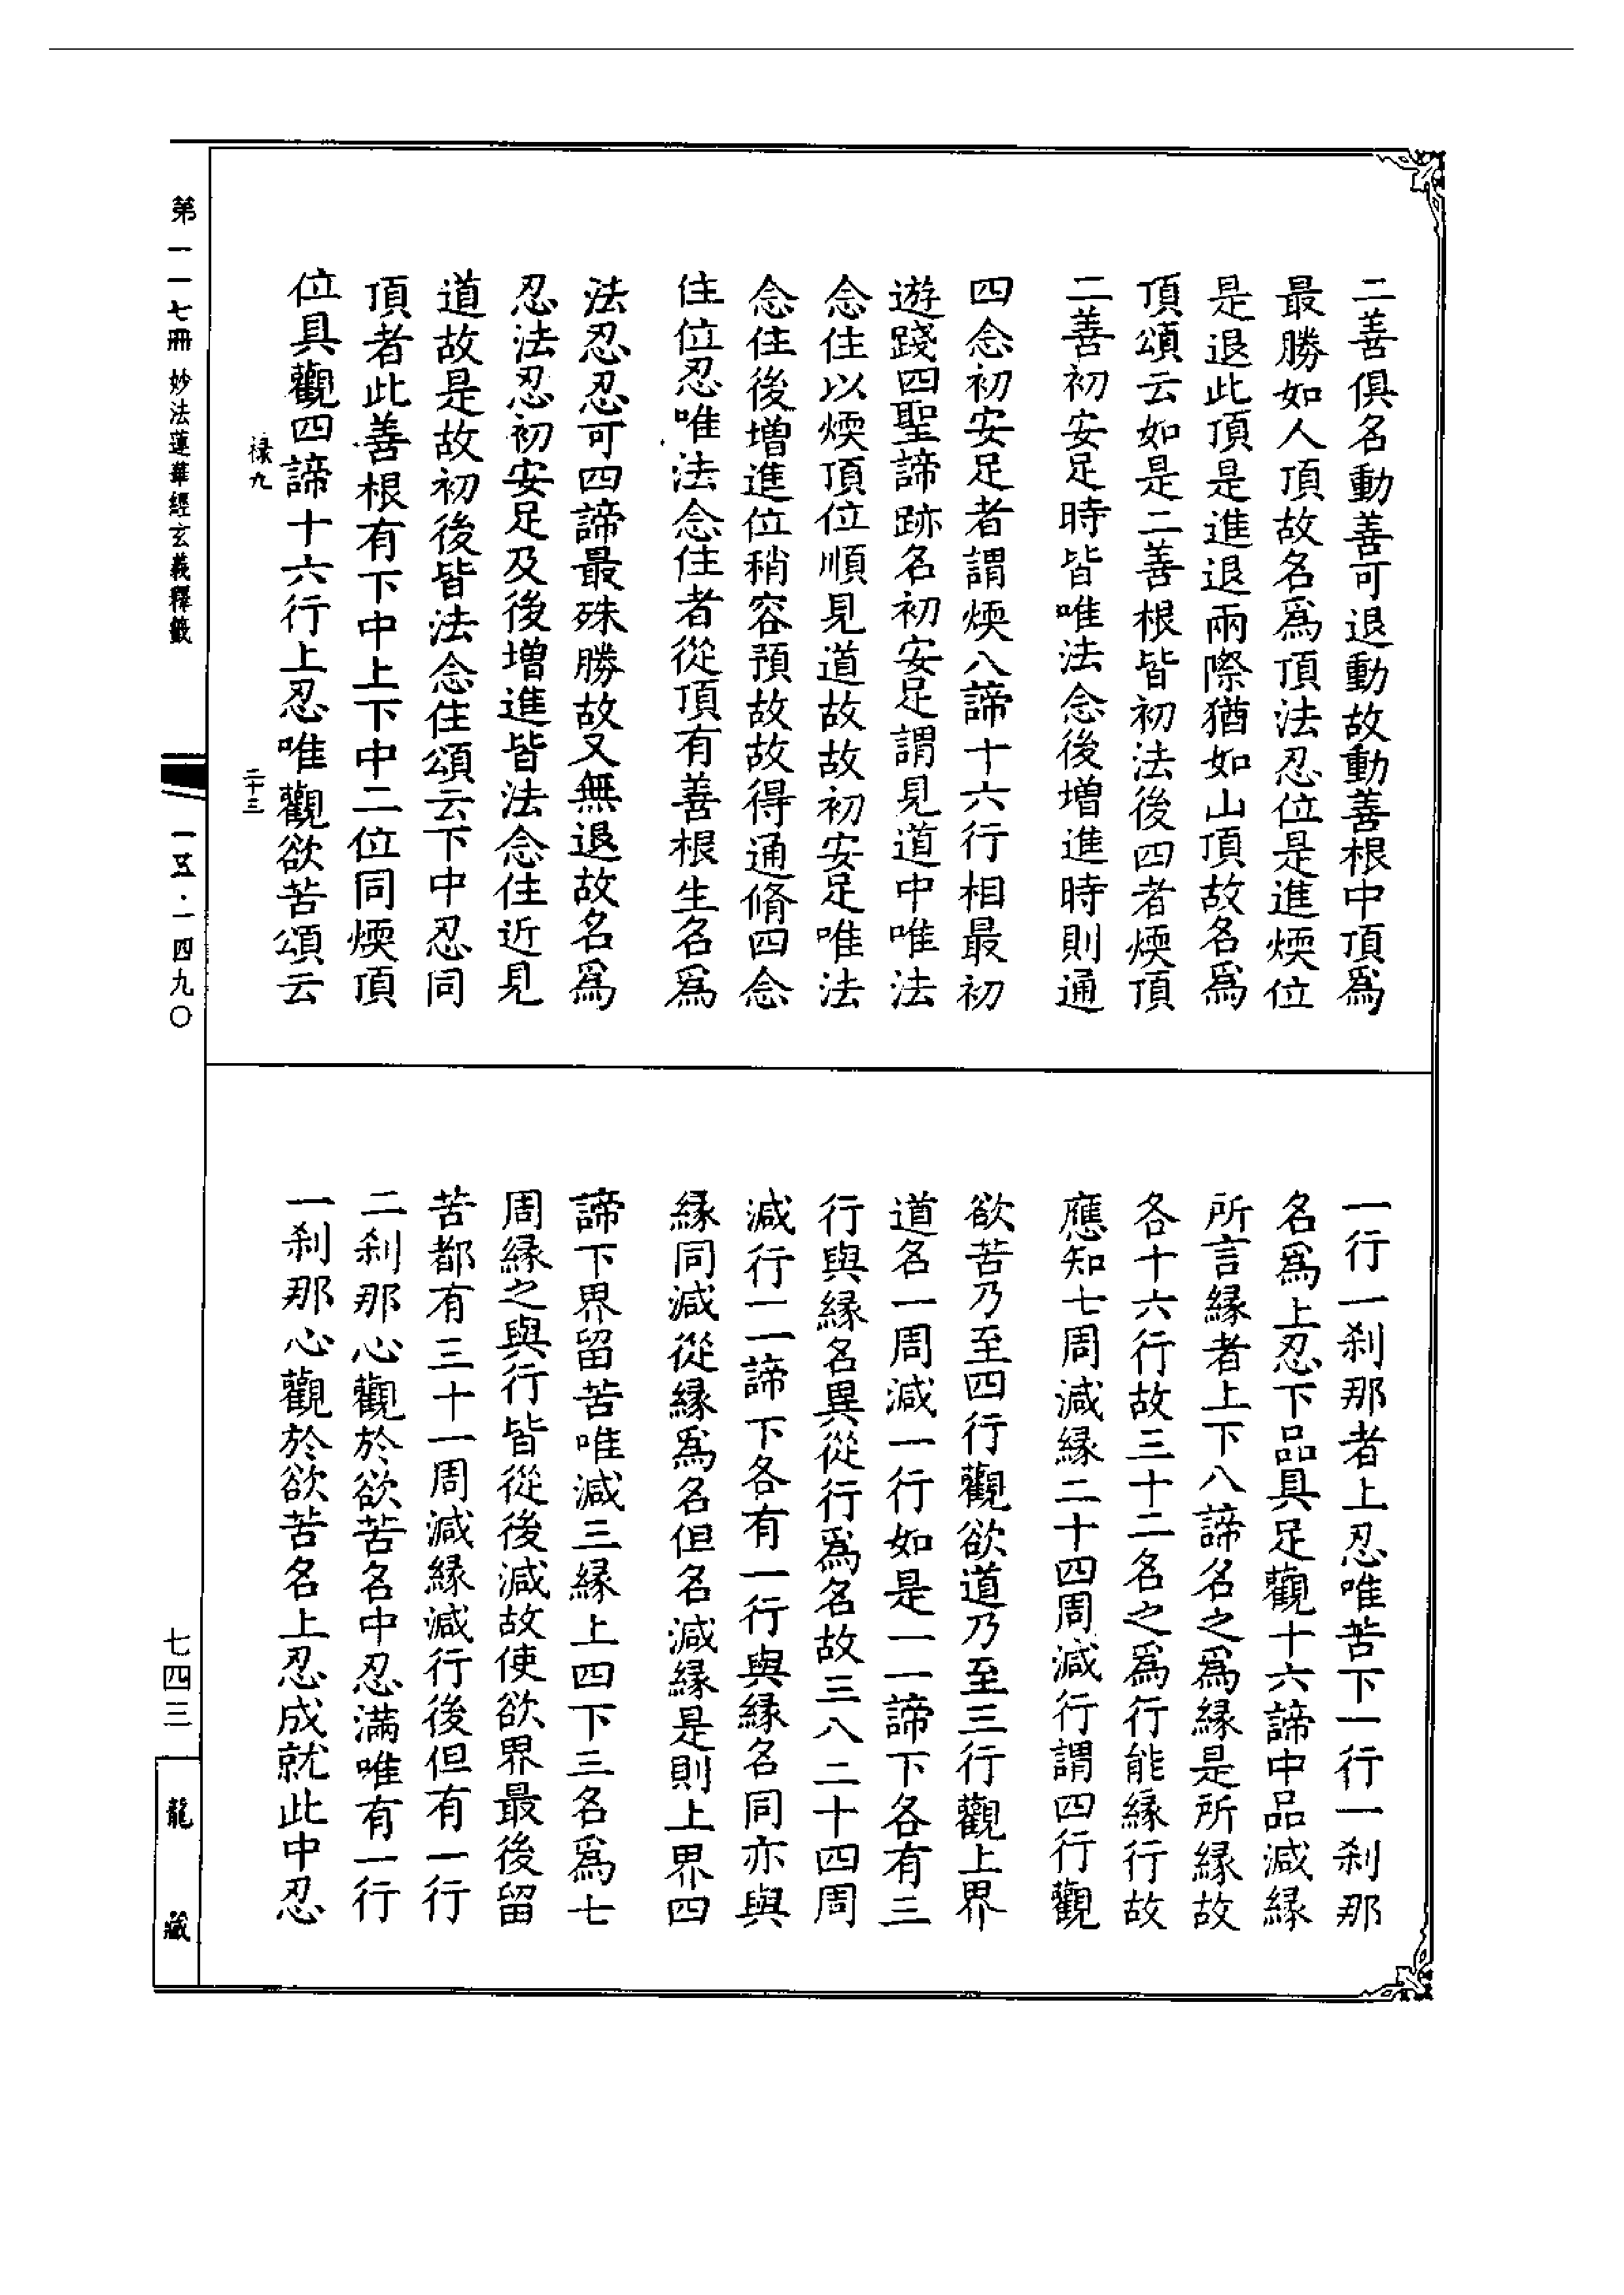 二善俱名動善可退動故動善根中頂爲
最勝如人頂故名爲頂法忍位是進煗位
是退此頂是進退兩際猶如山頂故名爲
頂頌云如是二善根皆初法後四者煗頂
二善初安足時皆唯法念後增進時則通
四念初安足者謂煗八諦十六行相最初
遊踐四聖諦跡名初安足謂見道中唯法
念住以煗頂位順見道故故初安足唯法
念住後增進位稍容預故故得通脩四念
住位忍唯法念住者從頂有善根生名爲
法忍忍可四諦最殊勝故又無退故名爲
忍法忍初安足及後增進皆法念住近見
道故是故初後皆法念住頌云下中忍同
頂者此善根有下中上下中二位同煗頂
位具觀四諦十六行上忍唯觀欲苦頌云
祿九
二十三
一行一刹那者上忍唯苦下一行一刹那
名爲上忍下品具足觀十六諦中品減緣
所言緣者上下八諦名之爲緣是所緣故
各十六行故三十二名之爲行能緣行故
應知七周減緣二十四周減行謂四行觀
欲苦乃至四行觀欲道乃至三行觀上界
道名一周減一行如是一一諦下各有三
行與緣名異從行爲名故三八二十四周
減行一一諦下各有一行與緣名同亦與
緣同減從緣爲名但名減緣是則上界四
諦下界留苦唯減三緣上四下三名爲七
周緣之與行皆從後減故使欲界最後留
苦都有三十一周減緣減行後但有一行
二刹那心觀於欲苦名中忍滿唯有一行
一刹那心觀於欲苦名上忍成就此中忍
第一一七冊 妙法蓮華經玄義釋籤
一五·一四九〇
七四三
龍藏